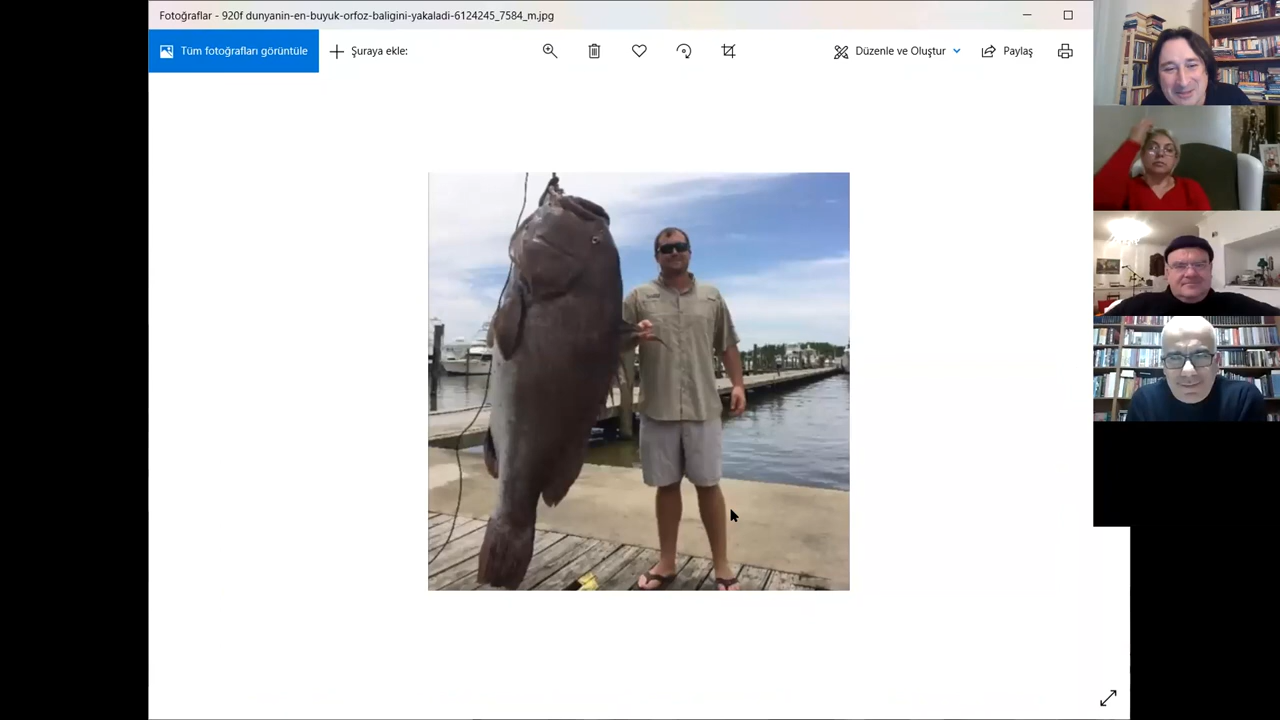 Fotoğraflar - 920f dunyanin-en-buyuk-orfoz-baligini-yakaladi-6124245_7584_m.jpg
Tüm fotoğrafları görüntüle
Şuraya ekle:
Düzenle ve Oluştur
Paylaş